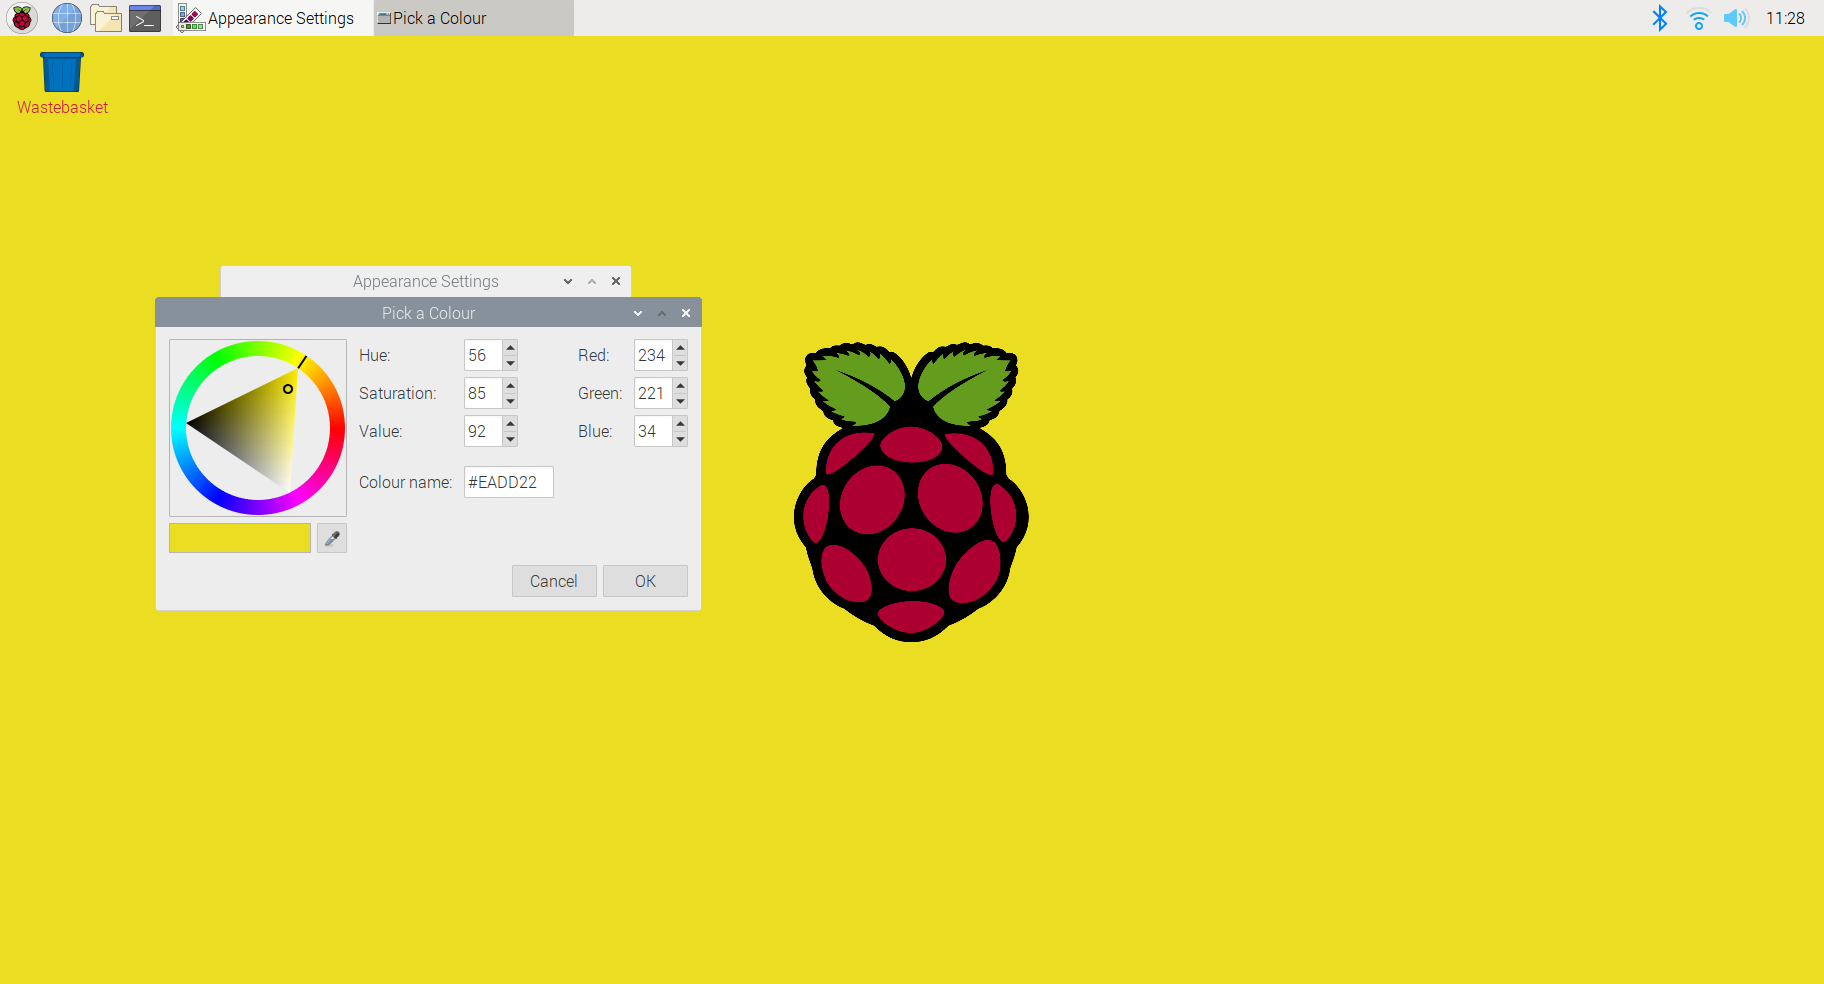 Appearance Settings
Pick a Colour
11:28
Wastebasket
Appearance Settings
Pick a Colour
Hue: 56 Red: 234
Saturation: 85 Green: 221
Value: 92 Blue: 34
Colour name: #EADD22
Cancel OK